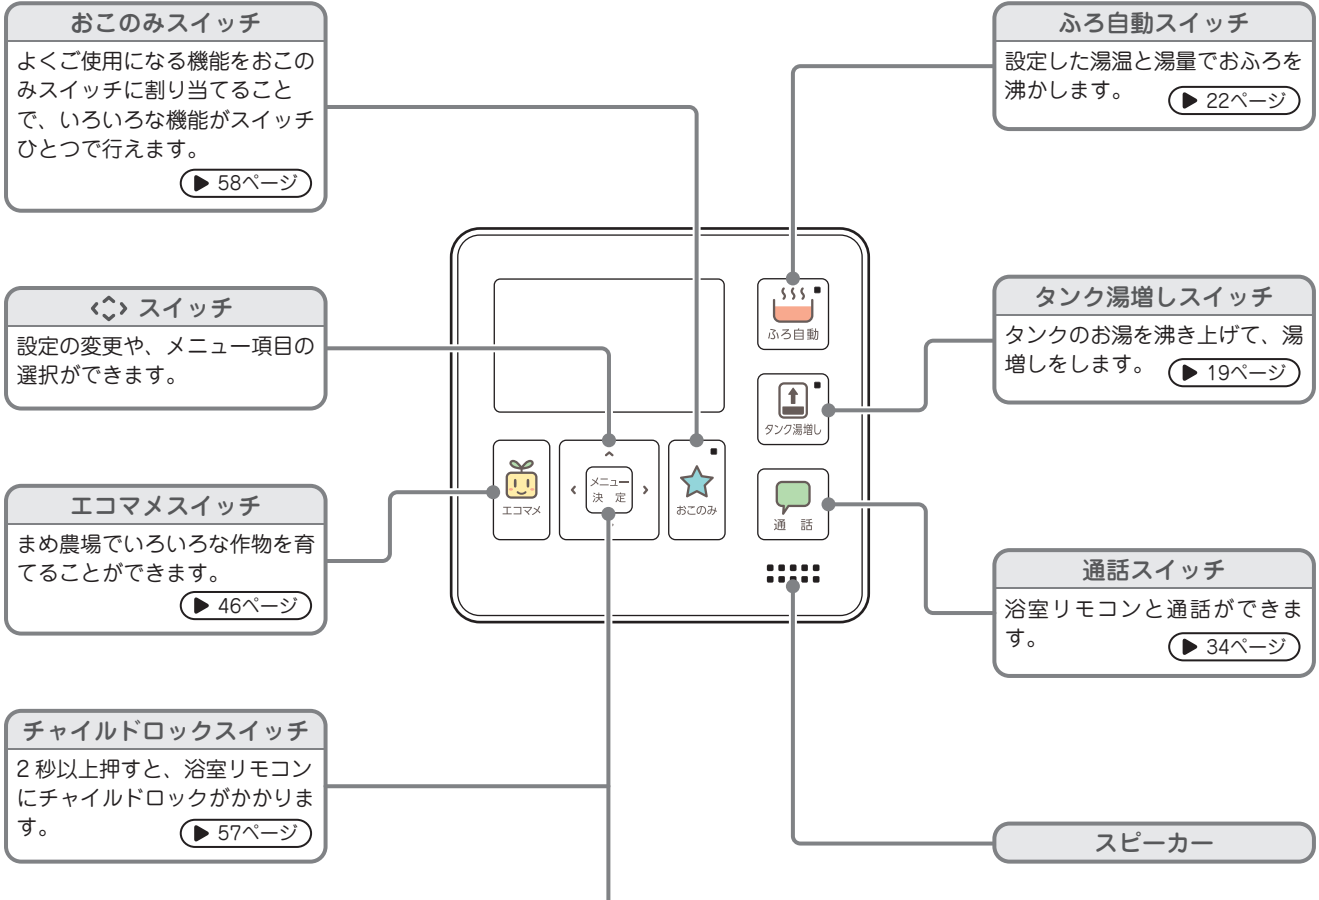 おこのみスイッチ
よくご使用になる機能をおこの
みスイッチに割り当てること
で、いろいろな機能がスイッチ
ひとつで行えます。
▶ 58ページ
スイッチ
設定の変更や、メニュー項目の
選択ができます。
エコマメスイッチ
まめ農場でいろいろな作物を育
てることができます。
▶ 46ページ
チャイルドロックスイッチ
2 秒以上押すと、浴室リモコン
にチャイルドロックがかかりま
す。
▶ 57ページ
ふろ自動
タンク湯増し
エコマメ
メニュー
決 定
おこのみ
通 話
ふろ自動スイッチ
設定した湯温と湯量でおふろを
沸かします。
▶ 22ページ
タンク湯増しスイッチ
タンクのお湯を沸き上げて、湯
増しをします。
▶ 19ページ
通話スイッチ
浴室リモコンと通話ができま
す。
▶ 34ページ
スピーカー